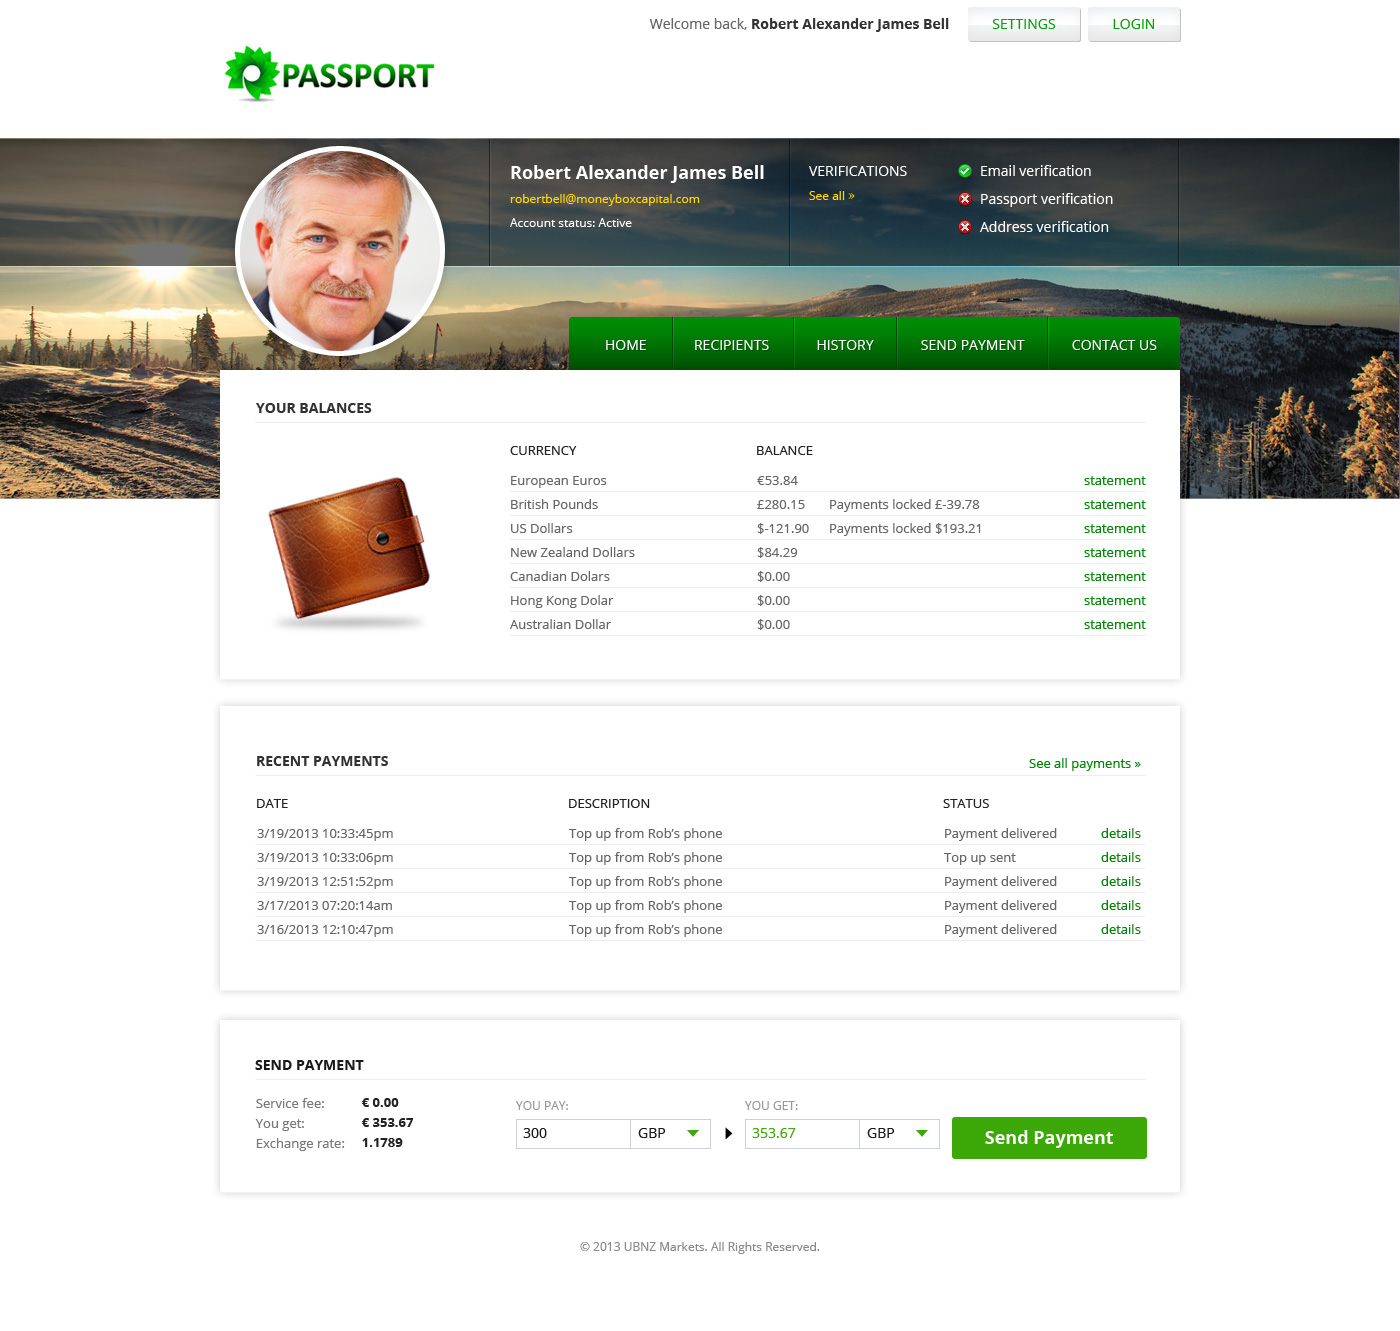 Welcome back, Robert Alexander James Bell
SETTINGS
LOGIN
PASSPORT
Robert Alexander James Bell
robertbell@moneyboxcapital.com
Account status: Active
VERIFICATIONS
See all »
Email verification
Passport verification
Address verification
HOME
RECIPIENTS
HISTORY
SEND PAYMENT
CONTACT US
YOUR BALANCES
CURRENCY BALANCE
European Euros €53.84 statement
British Pounds £280.15 Payments locked £-39.78 statement
US Dollars $-121.90 Payments locked $193.21 statement
New Zealand Dollars $84.29 statement
Canadian Dolars $0.00 statement
Hong Kong Dolar $0.00 statement
Australian Dollar $0.00 statement
RECENT PAYMENTS
See all payments »
DATE DESCRIPTION STATUS
3/19/2013 10:33:45pm Top up from Rob's phone Payment delivered details
3/19/2013 10:33:06pm Top up from Rob's phone Top up sent details
3/19/2013 12:51:52pm Top up from Rob's phone Payment delivered details
3/17/2013 07:20:14am Top up from Rob's phone Payment delivered details
3/16/2013 12:10:47pm Top up from Rob's phone Payment delivered details
SEND PAYMENT
Service fee: € 0.00
You get: € 353.67
Exchange rate: 1.1789
YOU PAY:
300 GBP
YOU GET:
353.67 GBP
Send Payment
© 2013 UBNZ Markets. All Rights Reserved.